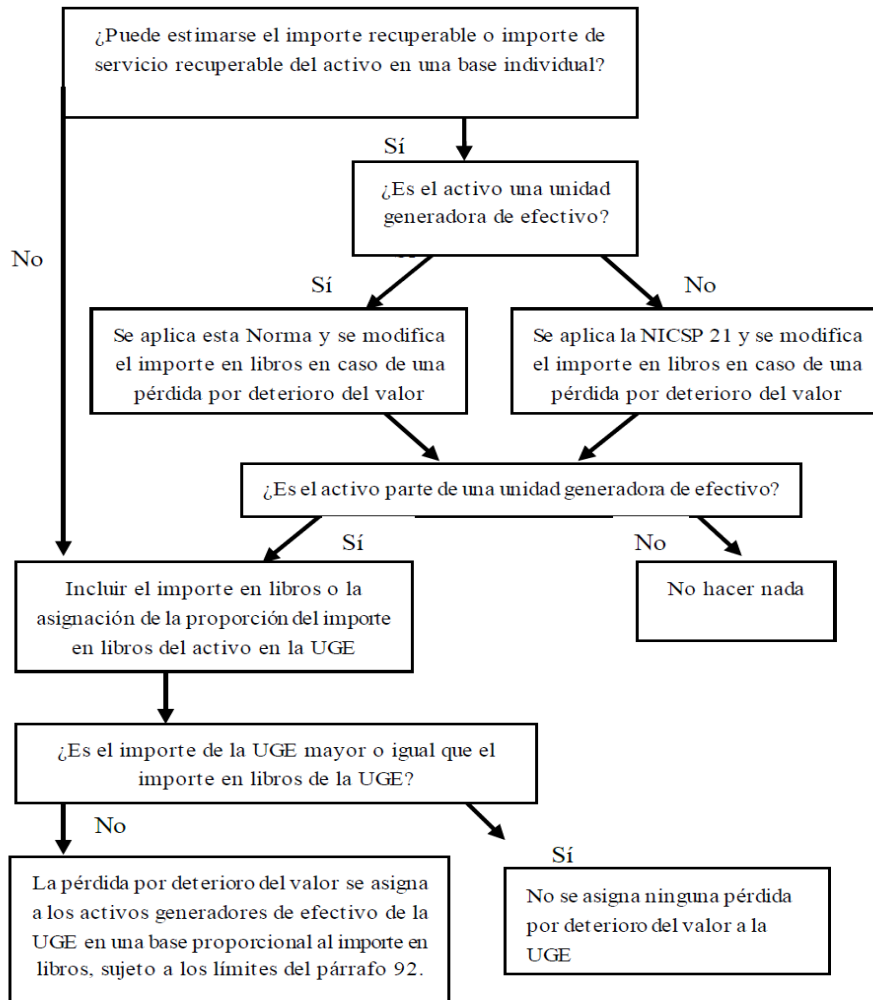 ¿Puede estimarse el importe recuperable o importe de
servicio recuperable del activo en una base individual?
Sí
¿Es el activo una unidad
generadora de efectivo?
No
Sí
No
Se aplica esta Norma y se modifica
el importe en libros en caso de una
pérdida por deterioro del valor
Se aplica la NICSP 21 y se modifica
el importe en libros en caso de una
pérdida por deterioro del valor
¿Es el activo parte de una unidad generadora de efectivo?
Sí
No
Incluir el importe en libros o la
asignación de la proporción del importe
en libros del activo en la UGE
No hacer nada
¿Es el importe de la UGE mayor o igual que el
importe en libros de la UGE?
No
Sí
La pérdida por deterioro del valor se asigna
a los activos generadores de efectivo de la
UGE en una base proporcional al importe en
libros, sujeto a los límites del párrafo 92.
No se asigna ninguna pérdida
por deterioro del valor a la
UGE